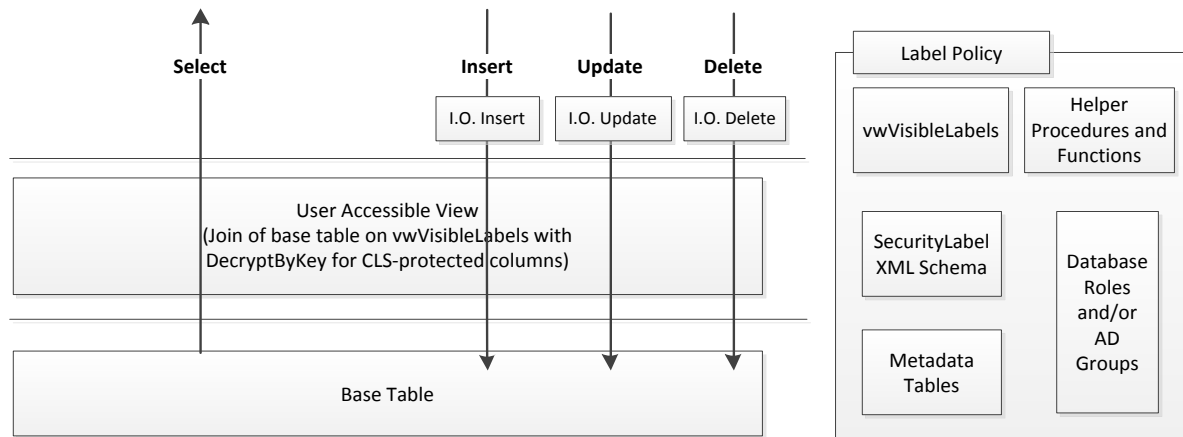 Select
Insert
Update
Delete
I.O. Insert
I.O. Update
I.O. Delete
User Accessible View
(Join of base table on vwVisibleLabels with
DecryptByKey for CLS-protected columns)
Base Table
Label Policy
vwVisibleLabels
Helper
Procedures and
Functions
SecurityLabel
XML Schema
Database
Roles
and/or
AD
Groups
Metadata
Tables